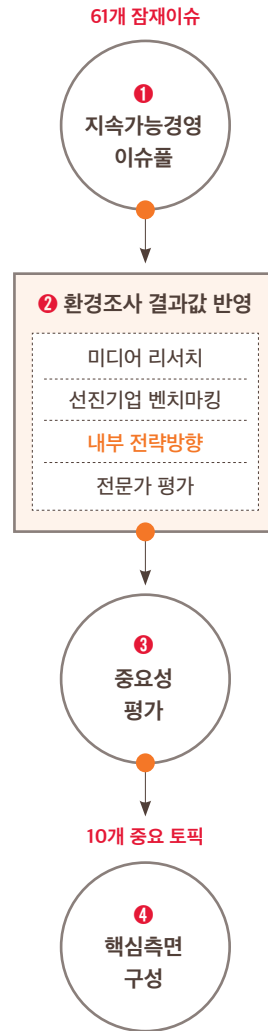 61개 잠재이슈
❶
지속가능경영
이슈풀
❷ 환경조사 결과값 반영
미디어 리서치
선진기업 벤치마킹
내부 전략방향
전문가 평가
❸
중요성
평가
10개 중요 토픽
❹
핵심측면
구성